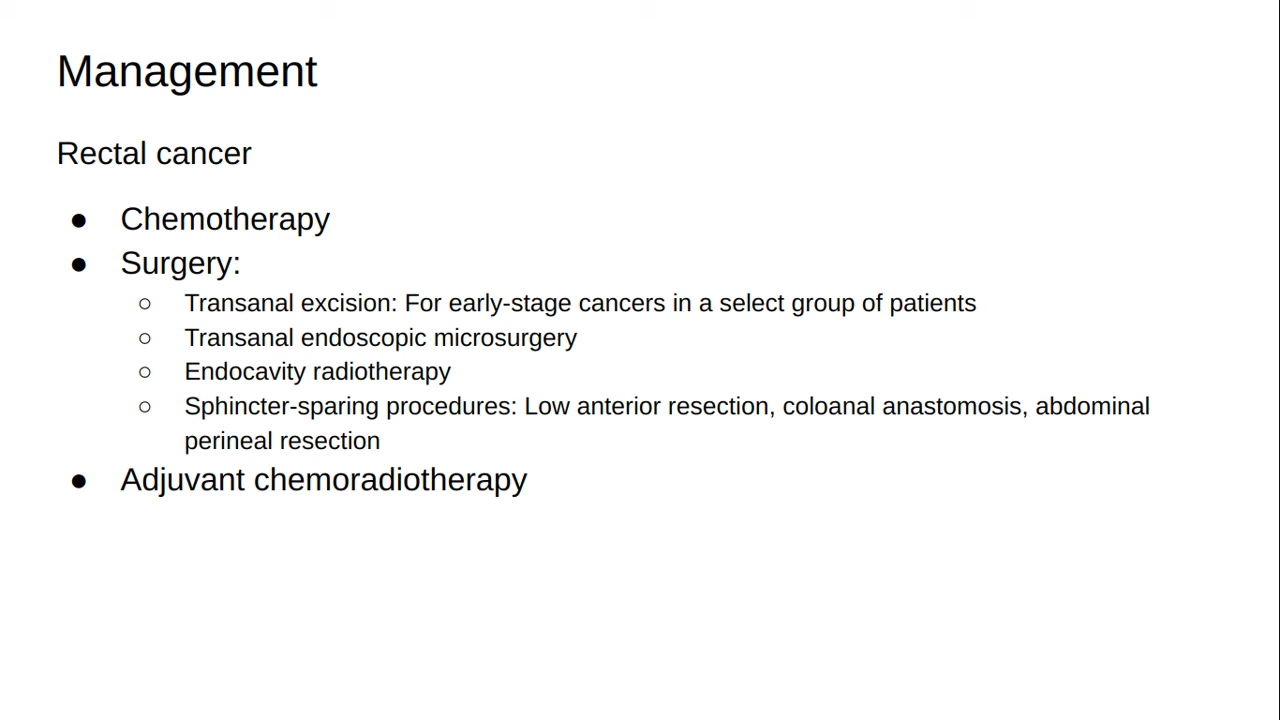 Management
Rectal cancer
● Chemotherapy
● Surgery:
○ Transanal excision: For early-stage cancers in a select group of patients
○ Transanal endoscopic microsurgery
○ Endocavity radiotherapy
○ Sphincter-sparing procedures: Low anterior resection, coloanal anastomosis, abdominal
perineal resection
● Adjuvant chemoradiotherapy